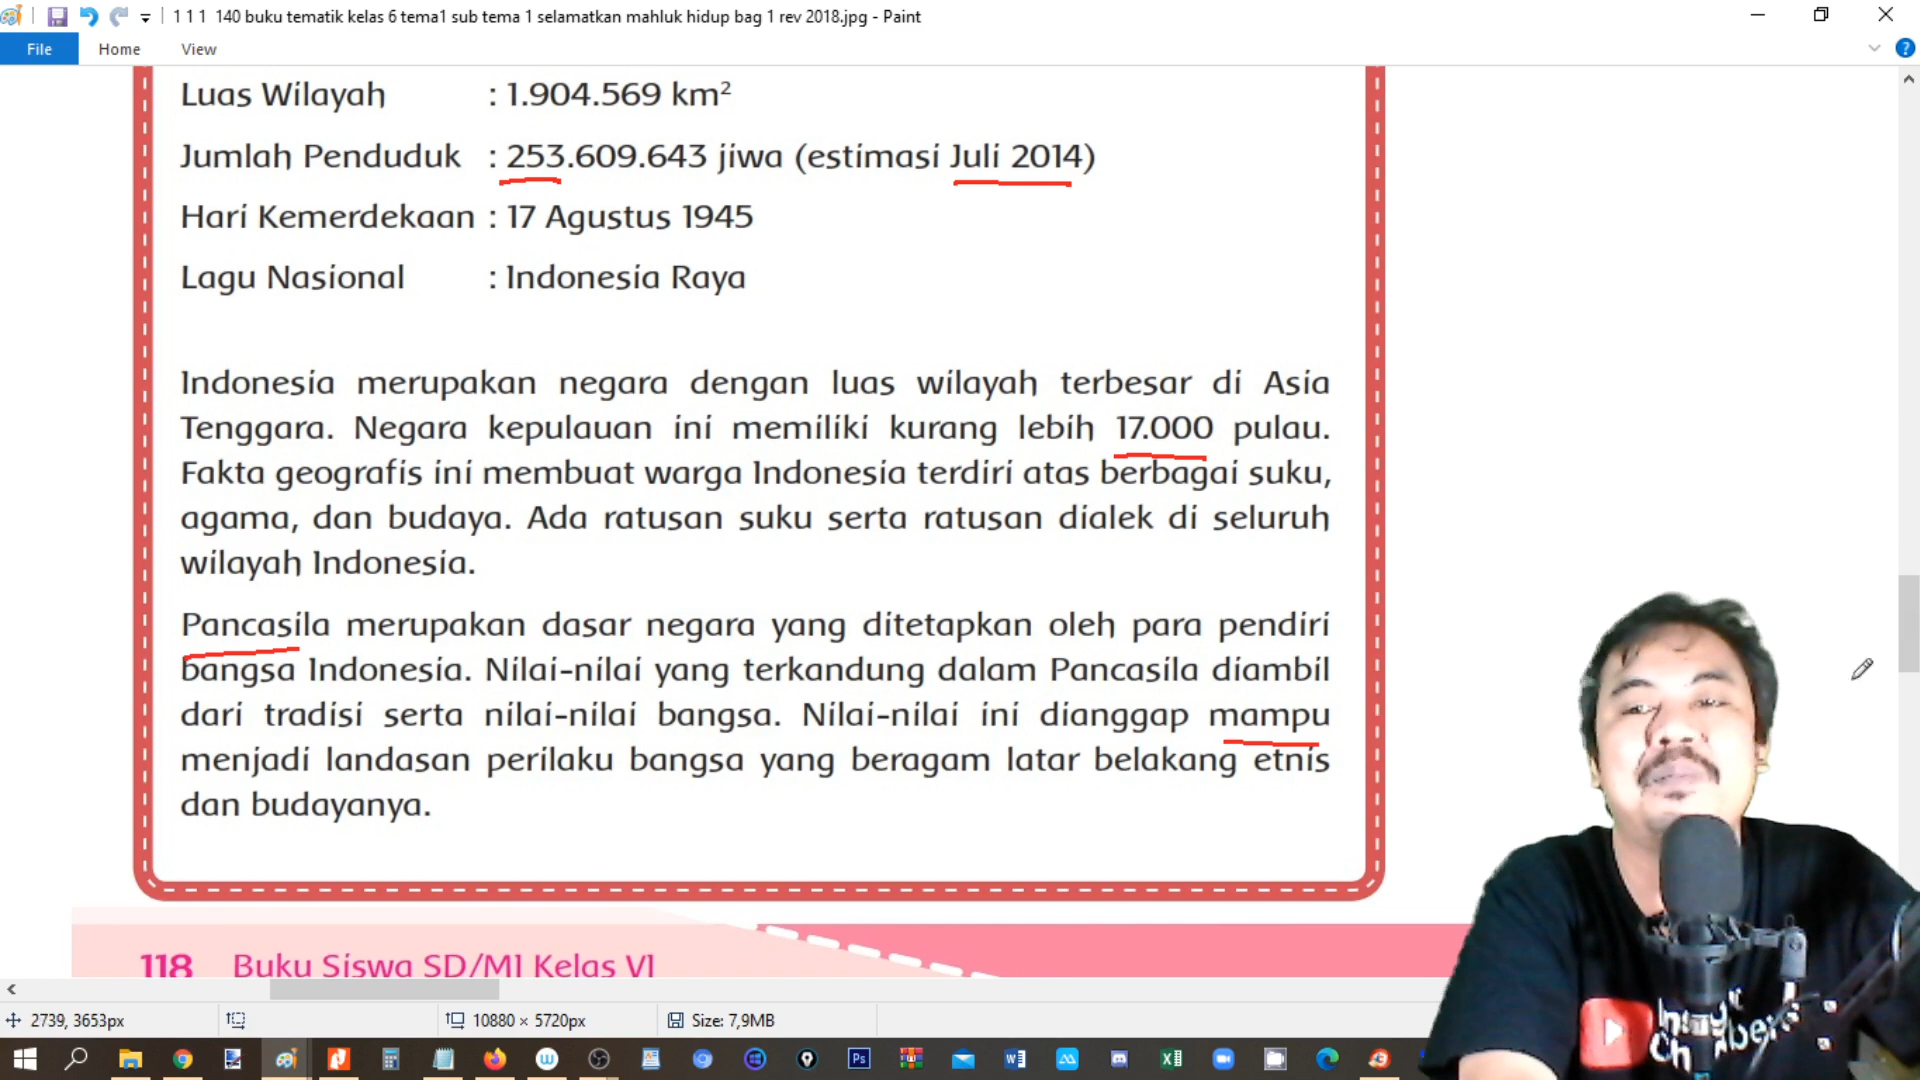 1 1 1 140 buku tematik kelas 6 tema1 sub tema 1 selamatkan mahluk hidup bag 1 rev 2018.jpg - Paint
File Home View
Luas Wilayah : 1.904.569 km²
Jumlah Penduduk : 253.609.643 jiwa (estimasi Juli 2014)
Hari Kemerdekaan : 17 Agustus 1945
Lagu Nasional : Indonesia Raya
Indonesia merupakan negara dengan luas wilayah terbesar di Asia
Tenggara. Negara kepulauan ini memiliki kurang lebih 17.000 pulau.
Fakta geografis ini membuat warga Indonesia terdiri atas berbagai suku,
agama, dan budaya. Ada ratusan suku serta ratusan dialek di seluruh
wilayah Indonesia.
Pancasila merupakan dasar negara yang ditetapkan oleh para pendiri
bangsa Indonesia. Nilai-nilai yang terkandung dalam Pancasila diambil
dari tradisi serta nilai-nilai bangsa. Nilai-nilai ini dianggap mampu
menjadi landasan perilaku bangsa yang beragam latar belakang etnis
dan budayanya.
118 Buku Siswa SD/MI Kelas VI
2739, 3653px 10880 × 5720px Size: 7,9MB
Ps